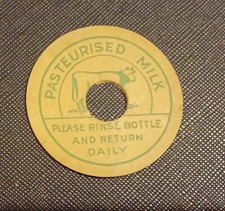 PASTEURISED MILK
PLEASE RINSE BOTTLE
AND RETURN
DAILY